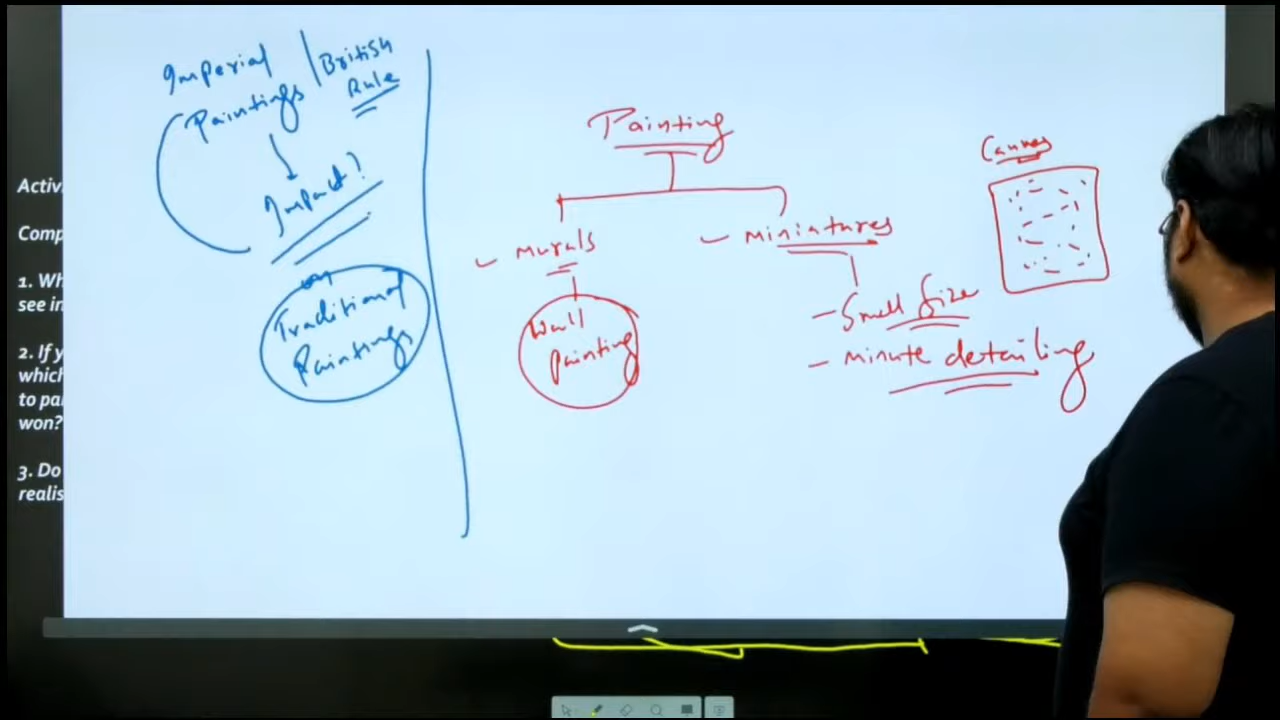 Imperial
Paintings
British
Rule
Impact?
on
Traditional
Paintings
Painting
murals
miniatures
Wall
Painting
- Small Size
- minute detailing
Canvas
Activ
Comp
1. Wh
see in
2. If y
which
to pa
won?
3. Do
realis